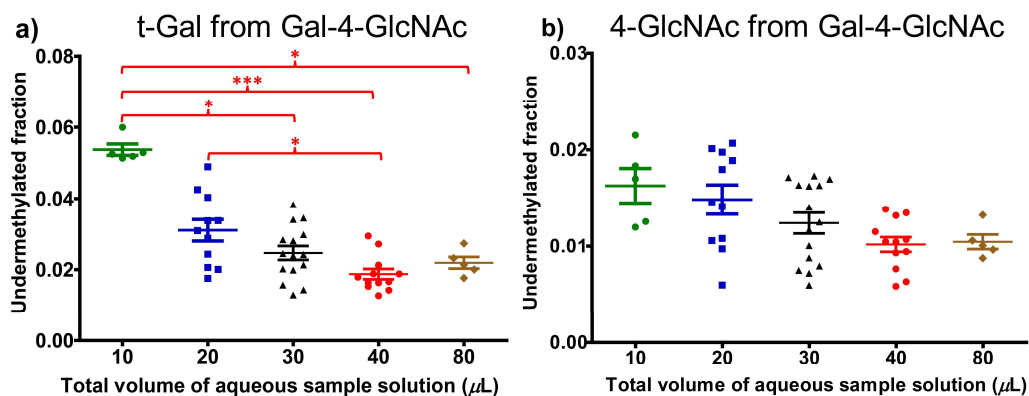 a) t-Gal from Gal-4-GlcNAc
0.08
0.06
0.04
0.02
0.00
Undermethylated fraction
*
***
*
*
10 20 30 40 80
Total volume of aqueous sample solution (μL)
b) 4-GlcNAc from Gal-4-GlcNAc
0.03
0.02
0.01
0.00
Undermethylated fraction
10 20 30 40 80
Total volume of aqueous sample solution (μL)